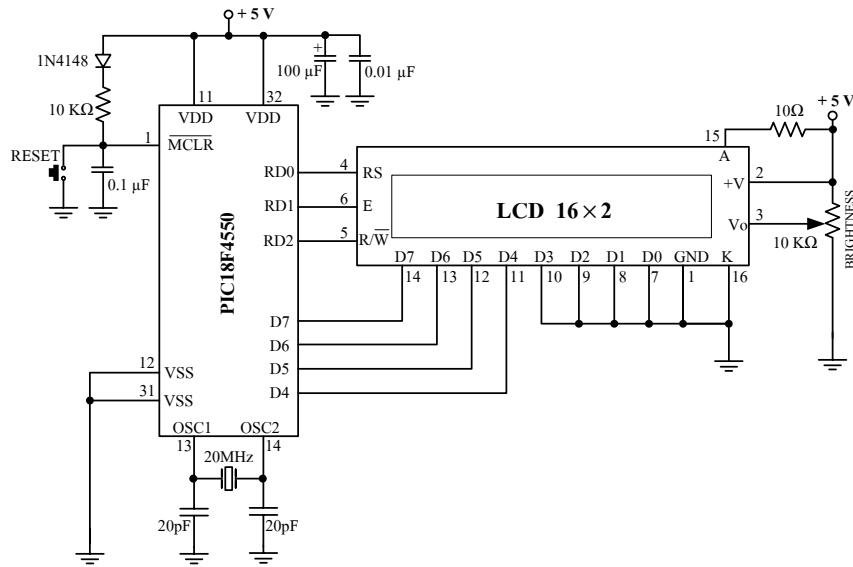 + 5 V
1N4148
100 µF
0.01 µF
10 KΩ
11
32
VDD
VDD
1
MCLR
RESET
0.1 µF
10Ω
+ 5 V
15
A
RD0
4
RS
+V
2
RD1
6
E
LCD 16×2
Vo
3
RD2
5
R/W
10 KΩ
BRIGHTNESS
PIC18F4550
D7
D6
D5
D4
D3
D2
D1
D0
GND
K
14
13
12
11
10
9
8
7
1
16
D7
D6
D5
D4
12
VSS
31
VSS
OSC1
OSC2
13
14
20MHz
20pF
20pF